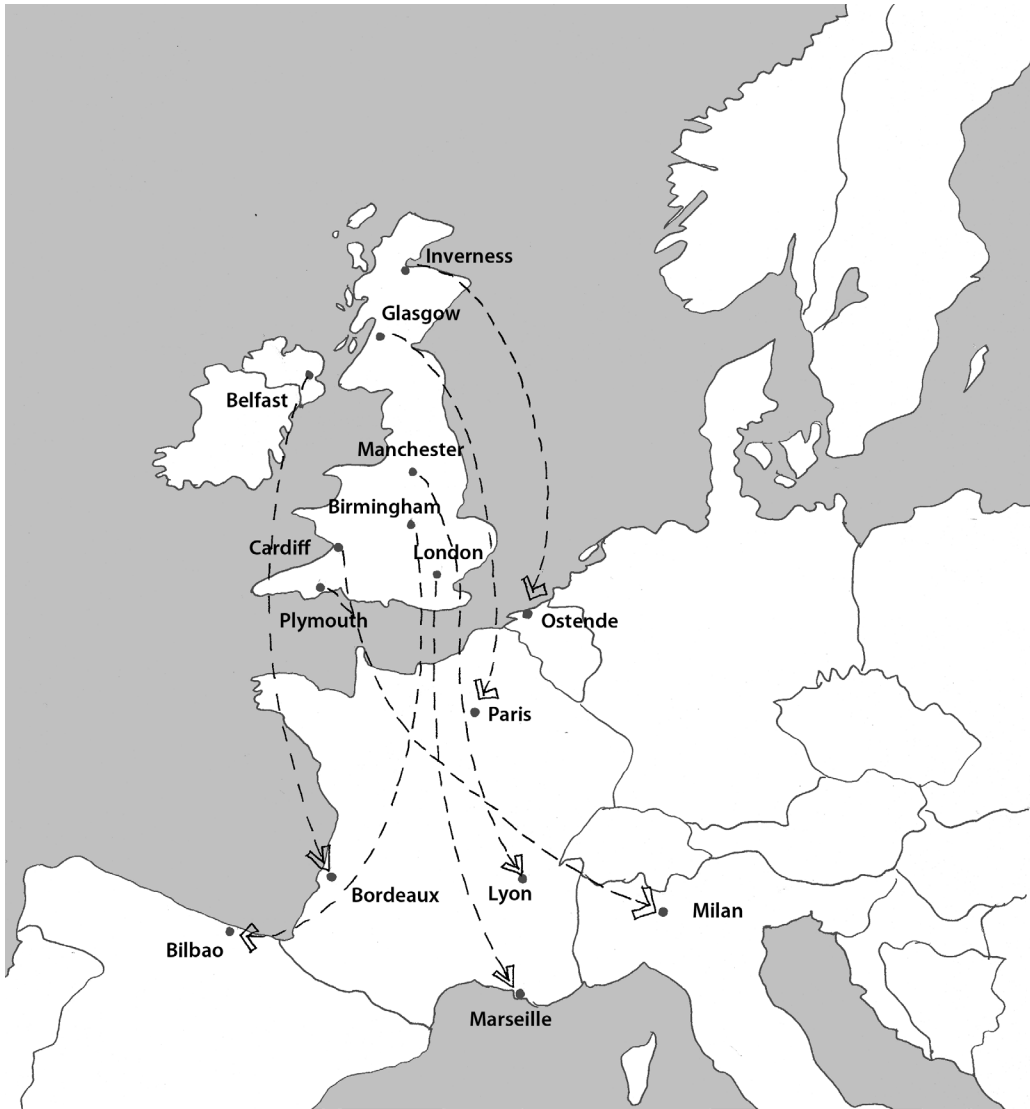 Inverness
Glasgow
Belfast
Manchester
Birmingham
Cardiff
London
Plymouth
Ostende
Paris
Bordeaux
Lyon
Milan
Bilbao
Marseille